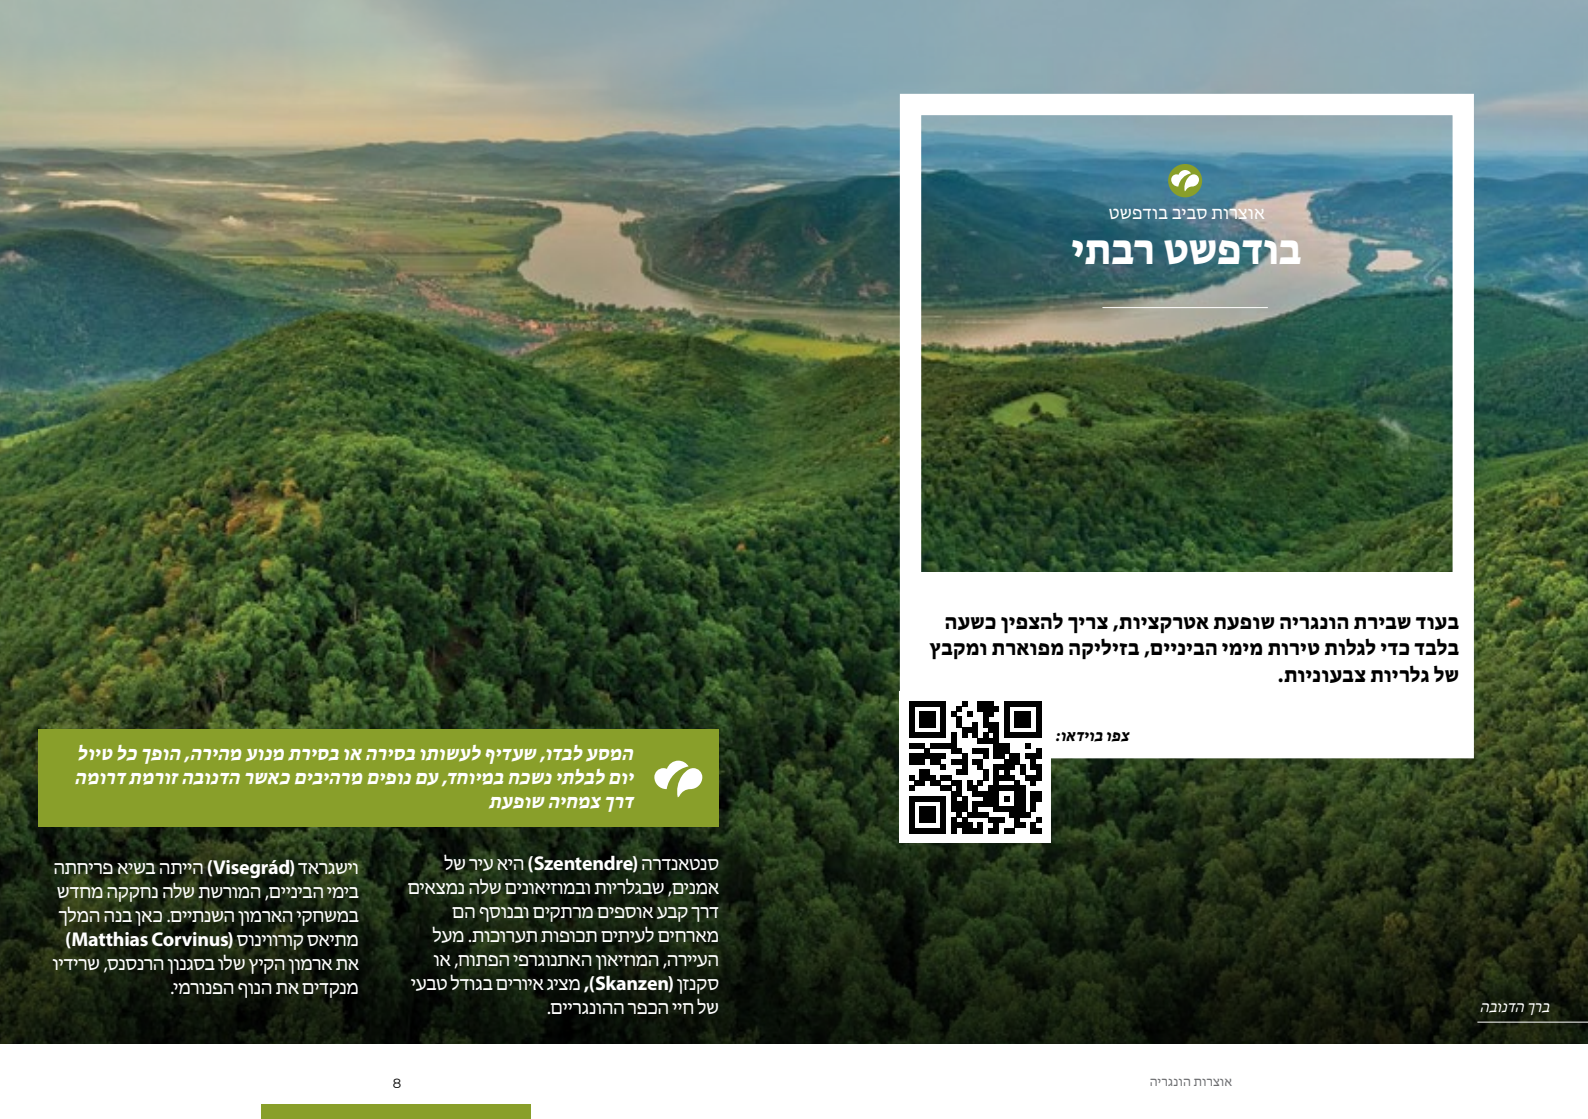 אוצרות סביב בודפשט
בודפשט רבתי
בעוד שבירת הונגריה שופעת אטרקציות, צריך להצפין כשעה
בלבד כדי לגלות טירות מימי הביניים, בזיליקה מפוארת ומקבץ
של גלריות צבעוניות.
צפו בוידאו:
המסע לבדו, שעדיף לעשותו בסירה או בסירת מנוע מהירה, הופך כל טיול
יום לבלתי נשכח במיוחד, עם נופים מרהיבים כאשר הדנובה זורמת דרומה
דרך צמחיה שופעת
סנטאנדרה (Szentendre) היא עיר של
אמנים, שבגלריות ובמוזיאונים שלה נמצאים
דרך קבע אוספים מרתקים ובנוסף הם
מארחים לעיתים תכופות תערוכות. מעל
העיירה, המוזיאון האתנוגרפי הפתוח, או
סקנזן (Skanzen), מציג איורים בגודל טבעי
של חיי הכפר ההונגריים.
וישגראד (Visegrád) הייתה בשיא פריחתה
בימי הביניים, המורשת שלה נחקקה מחדש
במשחקי הארמון השנתיים. כאן בנה המלך
מתיאס קורווינוס (Matthias Corvinus)
את ארמון הקיץ שלו בסגנון הרנסנס, שרידיו
מנקדים את הנוף הפנורמי.
ברך הדנובה
אוצרות הונגריה
8